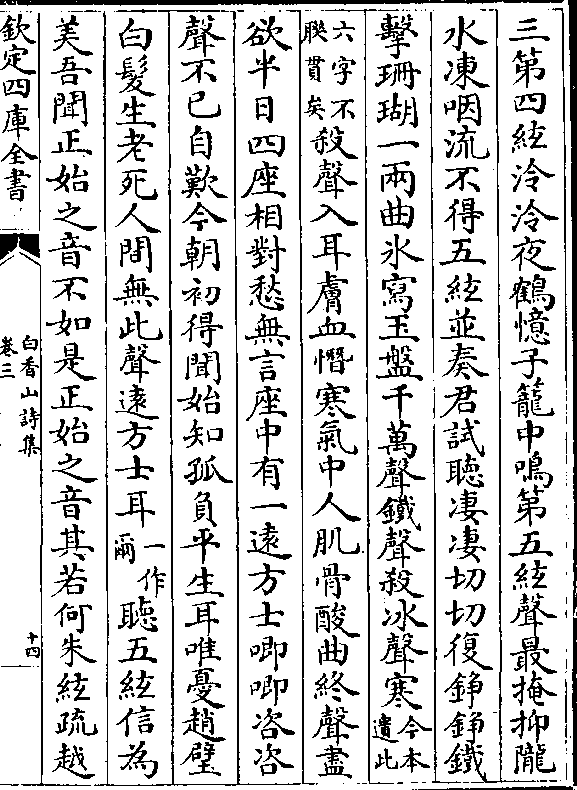 三第四絃泠泠夜鶴憶子籠中鳴第五絃聲最掩抑隴
水凍咽流不得五絃並奏君試聽凄凄切切復錚錚鐵
擊珊瑚一兩曲氷寫玉盤千萬聲鐵聲殺冰聲寒今本遺此
六字不聯貫矣殺聲入耳膚血憯寒氣中人肌骨酸曲終聲盡
欲半日四座相對愁無言座中有一遠方士唧唧咨咨
聲不已自歎今朝初得聞始知孤負平生耳唯憂趙璧
白髮生老死人間無此聲遠方士耳一作爾聽五絃信為
美吾聞正始之音不如是正始之音其若何朱絃疏越
欽定四庫全書
白香山詩集
卷三
十四